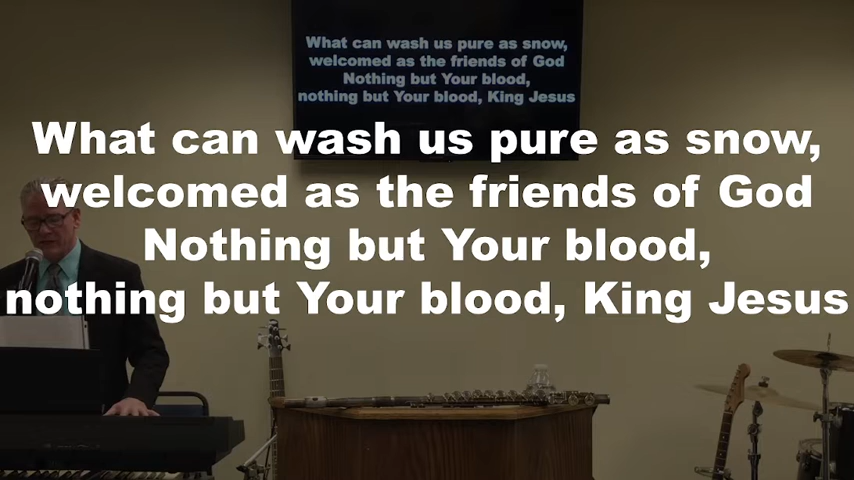 What can wash us pure as snow,
welcomed as the friends of God
Nothing but Your blood,
nothing but Your blood, King Jesus
What can wash us pure as snow,
welcomed as the friends of God
Nothing but Your blood,
nothing but Your blood, King Jesus